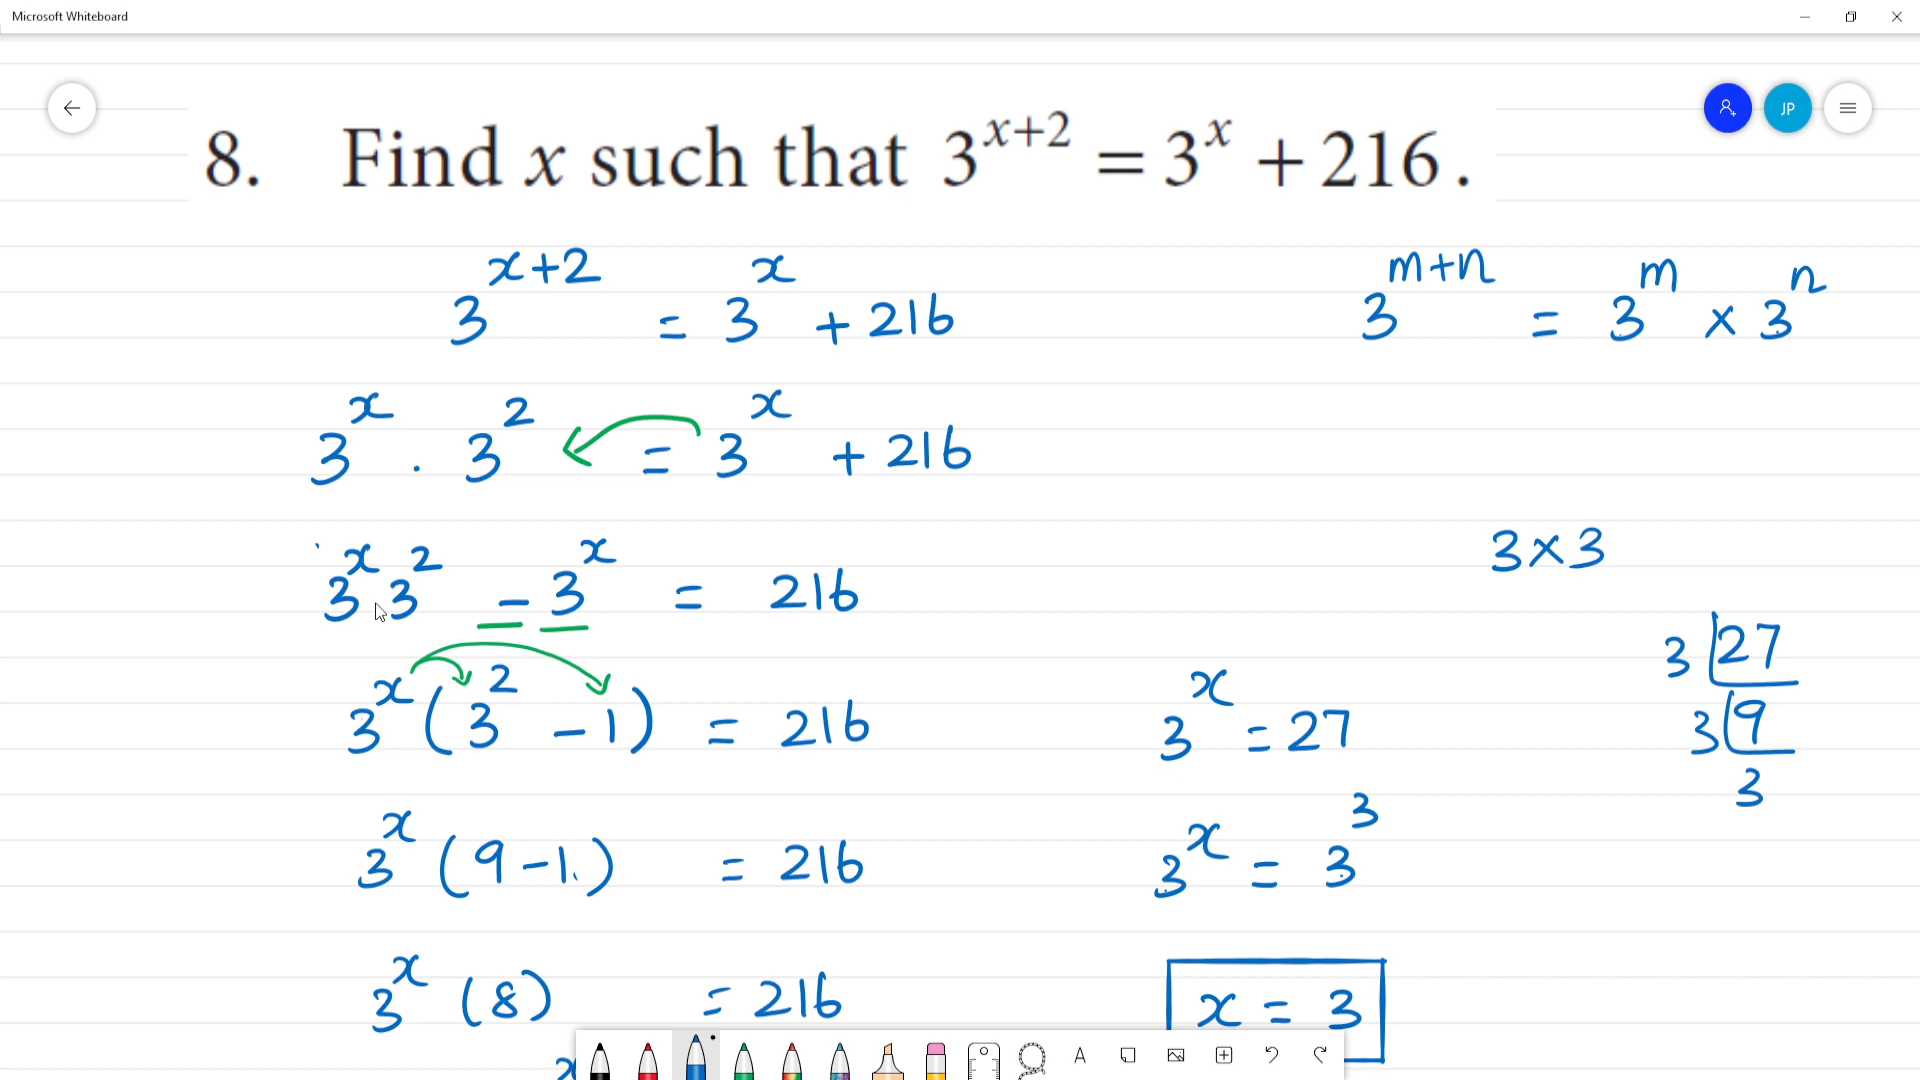 Microsoft Whiteboard
JP
8. Find x such that 3^{x+2} = 3^x + 216.
3^{x+2} = 3^x + 216
3^{m+n} = 3^m × 3^n
3^x · 3^2 = 3^x + 216
3^x 3^2 − 3^x = 216
3^x (3^2 − 1) = 216
3^x (9 − 1) = 216
3^x (8) = 216
x
3^x = 27
3^x = 3^3
x = 3
3 × 3
3 | 27
3 | 9
3
A